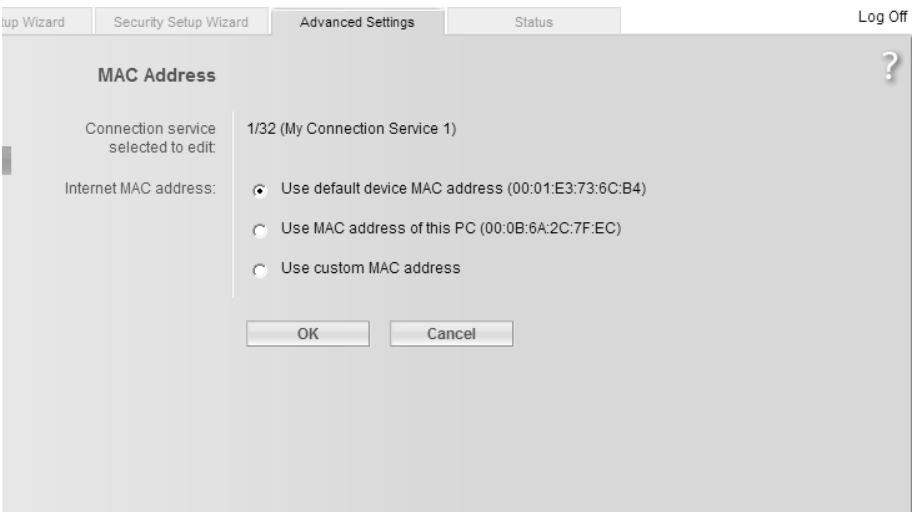 tup Wizard
Security Setup Wizard
Advanced Settings
Status
Log Off
?
MAC Address
Connection service
selected to edit:
1/32 (My Connection Service 1)
Internet MAC address:
Use default device MAC address (00:01:E3:73:6C:B4)
Use MAC address of this PC (00:0B:6A:2C:7F:EC)
Use custom MAC address
OK
Cancel